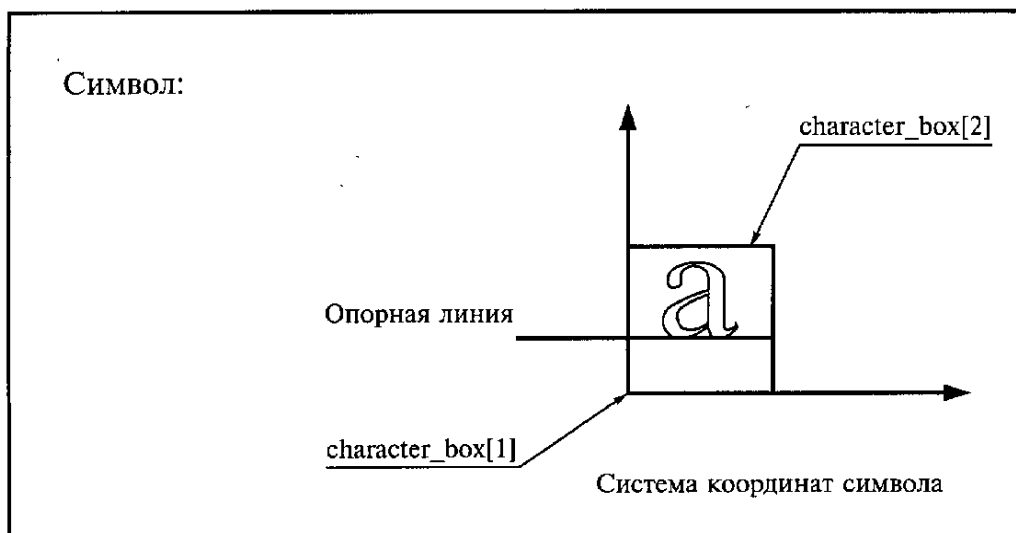 Символ:
character_box[2]
a
Опорная линия
character_box[1]
Система координат символа